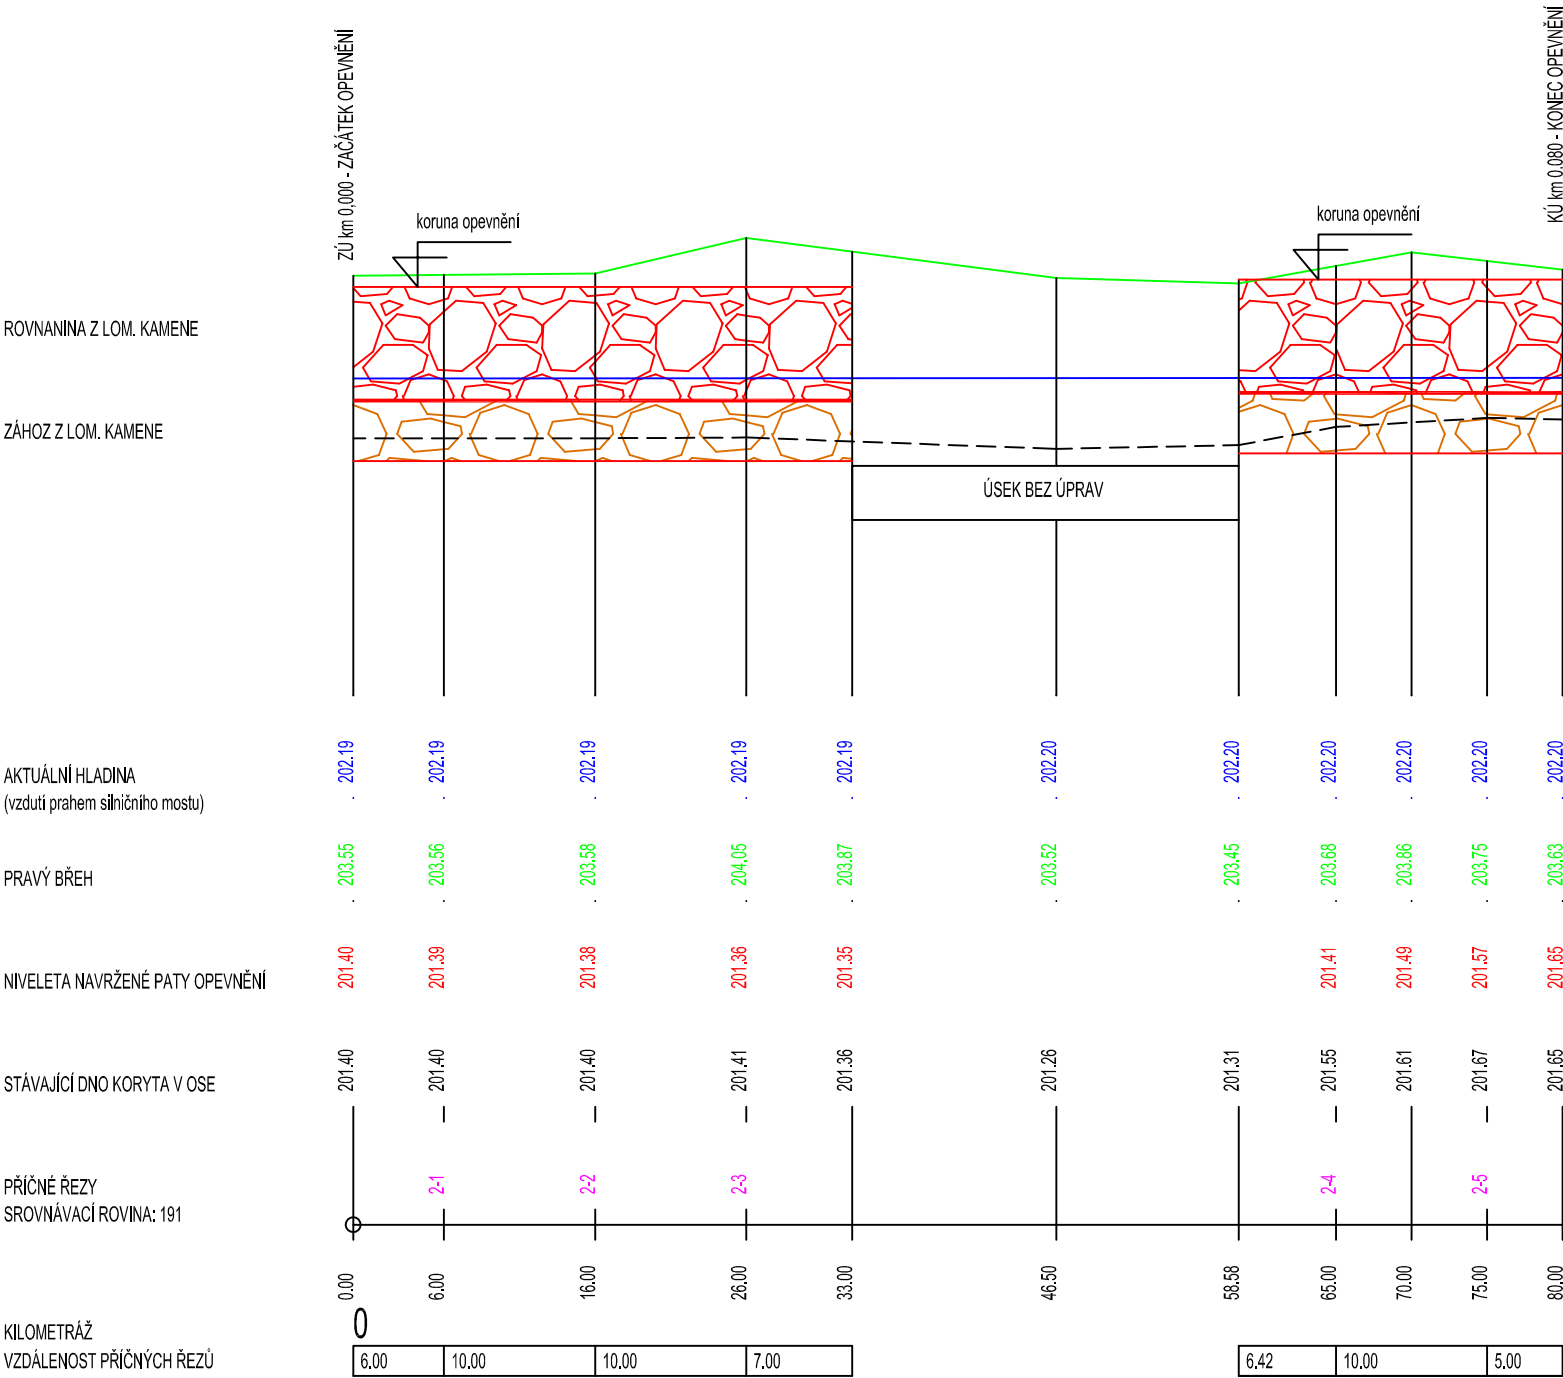 ZÚ km 0,000 - ZAČÁTEK OPEVNĚNÍ
KÚ km 0.080 - KONEC OPEVNĚNÍ
koruna opevnění
koruna opevnění
ROVNANINA Z LOM. KAMENE
ZÁHOZ Z LOM. KAMENE
ÚSEK BEZ ÚPRAV
AKTUÁLNÍ HLADINA
(vzdutí prahem silničního mostu)
202.19 202.19 202.19 202.19 202.19 202.20 202.20 202.20 202.20 202.20 202.20
PRAVÝ BŘEH
203.55 203.56 203.58 204.05 203.87 203.52 203.45 203.68 203.86 203.75 203.63
NIVELETA NAVRŽENÉ PATY OPEVNĚNÍ
201.40 201.39 201.38 201.36 201.35 201.41 201.49 201.57 201.65
STÁVAJÍCÍ DNO KORYTA V OSE
201.40 201.40 201.40 201.41 201.36 201.26 201.31 201.55 201.61 201.67 201.65
PŘÍČNÉ ŘEZY
2-1 2-2 2-3 2-4 2-5
SROVNÁVACÍ ROVINA: 191
0.00 6.00 16.00 26.00 33.00 46.50 58.58 65.00 70.00 75.00 80.00
KILOMETRÁŽ
0
VZDÁLENOST PŘÍČNÝCH ŘEZŮ
6.00 10.00 10.00 7.00 6.42 10.00 5.00